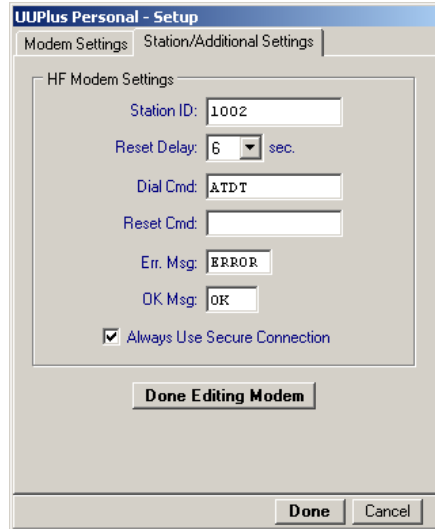 UUPlus Personal - Setup
Modem Settings Station/Additional Settings
HF Modem Settings
Station ID: 1002
Reset Delay: 6 sec.
Dial Cmd: ATDT
Reset Cmd:
Err. Msg: ERROR
OK Msg: OK
Always Use Secure Connection
Done Editing Modem
Done Cancel